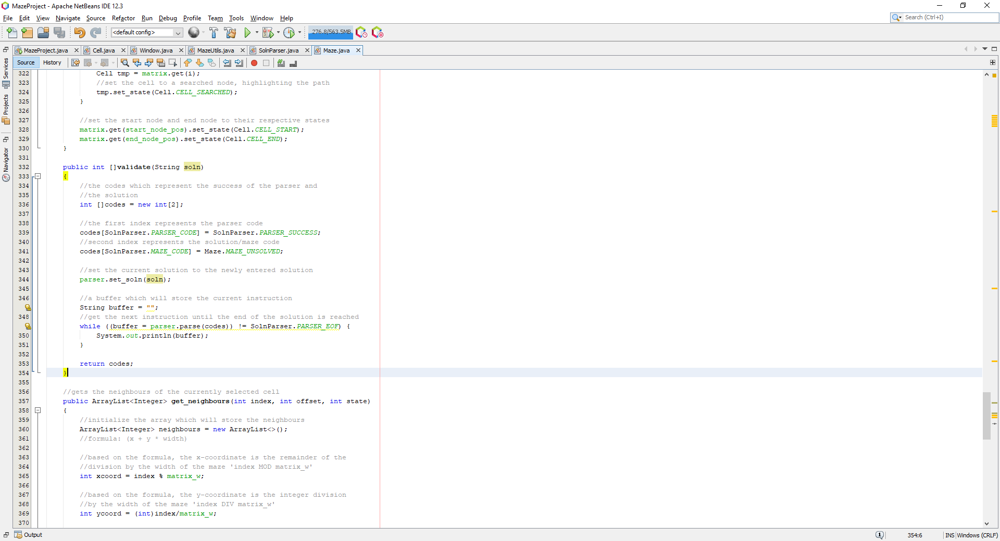 MazeProject - Apache NetBeans IDE 12.3
File Edit View Navigate Source Refactor Run Debug Profile Team Tools Window Help
Search (Ctrl+I)
<default config>
276.8/563.5MB
MazeProject.java Cell.java Window.java MazeUtils.java SolnParser.java Maze.java
Source History
Services
Projects
Navigator
322 Cell tmp = matrix.get(i);
323 //set the cell to a searched node, highlighting the path
324 tmp.set_state(Cell.CELL_SEARCHED);
325 }
326
327 //set the start node and end node to their respective states
328 matrix.get(start_node_pos).set_state(Cell.CELL_START);
329 matrix.get(end_node_pos).set_state(Cell.CELL_END);
330 }
331
332 public int []validate(String soln)
333 {
334 //the codes which represent the success of the parser and
335 //the solution
336 int []codes = new int[2];
337
338 //the first index represents the parser code
339 codes[SolnParser.PARSER_CODE] = SolnParser.PARSER_SUCCESS;
340 //second index represents the solution/maze code
341 codes[SolnParser.MAZE_CODE] = Maze.MAZE_UNSOLVED;
342
343 //set the current solution to the newly entered solution
344 parser.set_soln(soln);
345
346 //a buffer which will store the current instruction
String buffer = "";
348 //get the next instruction until the end of the solution is reached
while ((buffer = parser.parse(codes)) != SolnParser.PARSER_EOF) {
350 System.out.println(buffer);
351 }
352
353 return codes;
354 }
355
356 //gets the neighbours of the currently selected cell
357 public ArrayList<Integer> get_neighbours(int index, int offset, int state)
358 {
359 //initialize the array which will store the neighbours
360 ArrayList<Integer> neighbours = new ArrayList<>();
361 //formula: (x + y * width)
362
363 //based on the formula, the x-coordinate is the remainder of the
364 //division by the width of the maze 'index MOD matrix_w'
365 int xcoord = index % matrix_w;
366
367 //based on the formula, the y-coordinate is the integer division
368 //by the width of the maze 'index DIV matrix_w'
369 int ycoord = (int)index/matrix_w;
370
Output
1 354:6 INS Windows (CRLF)